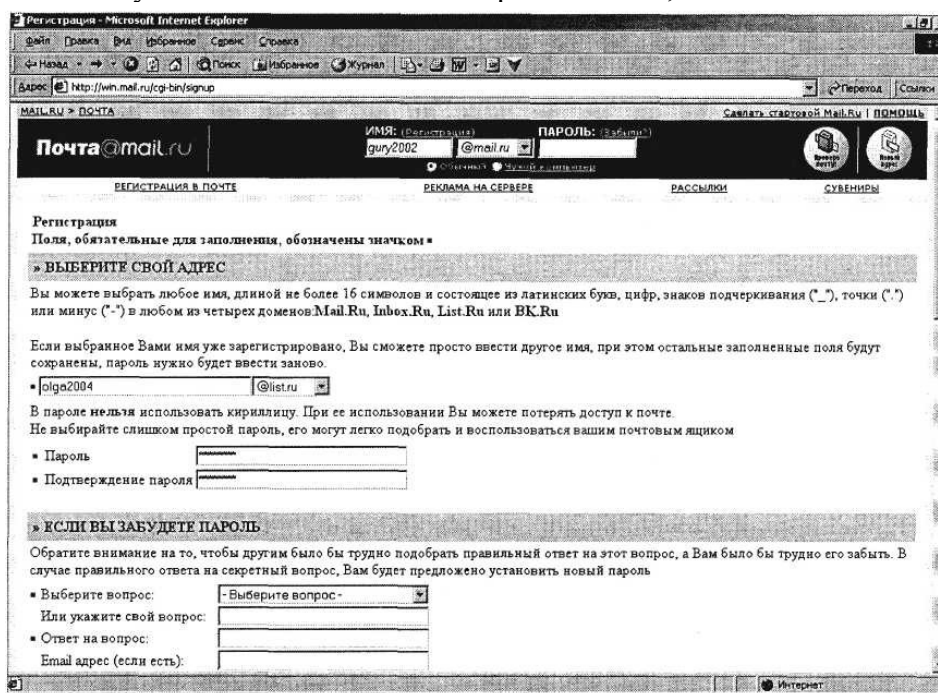 Регистрация - Microsoft Internet Explorer
Файл Правка Вид Избранное Сервис Справка
Назад Поиск Избранное Журнал
Адрес http://win.mail.ru/cgi-bin/signup Переход Ссылки
MAIL.RU > ПОЧТА Сделать стартовой Mail.Ru | ПОМОЩЬ
ИМЯ: (Регистрация) ПАРОЛЬ: (Забыли?)
Почта@mail.ru gury2002 @mail.ru
Обычный Чужой компьютер
РЕГИСТРАЦИЯ В ПОЧТЕ РЕКЛАМА НА СЕРВЕРЕ РАССЫЛКИ СУВЕНИРЫ
Регистрация
Поля, обязательные для заполнения, обозначены значком ▪
» ВЫБЕРИТЕ СВОЙ АДРЕС
Вы можете выбрать любое имя, длиной не более 16 символов и состоящее из латинских букв, цифр, знаков подчеркивания ("_"), точки (".")
или минус ("-") в любом из четырех доменов:Mail.Ru, Inbox.Ru, List.Ru или BK.Ru
Если выбранное Вами имя уже зарегистрировано, Вы сможете просто ввести другое имя, при этом остальные заполненные поля будут
сохранены, пароль нужно будет ввести заново.
▪ olga2004 @list.ru
В пароле нельзя использовать кириллицу. При ее использовании Вы можете потерять доступ к почте.
Не выбирайте слишком простой пароль, его могут легко подобрать и воспользоваться вашим почтовым ящиком
▪ Пароль ********
▪ Подтверждение пароля ********
» ЕСЛИ ВЫ ЗАБУДЕТЕ ПАРОЛЬ
Обратите внимание на то, чтобы другим было бы трудно подобрать правильный ответ на этот вопрос, а Вам было бы трудно его забыть. В
случае правильного ответа на секретный вопрос, Вам будет предложено установить новый пароль
▪ Выберите вопрос: - Выберите вопрос -
Или укажите свой вопрос:
▪ Ответ на вопрос:
Email адрес (если есть):
Интернет